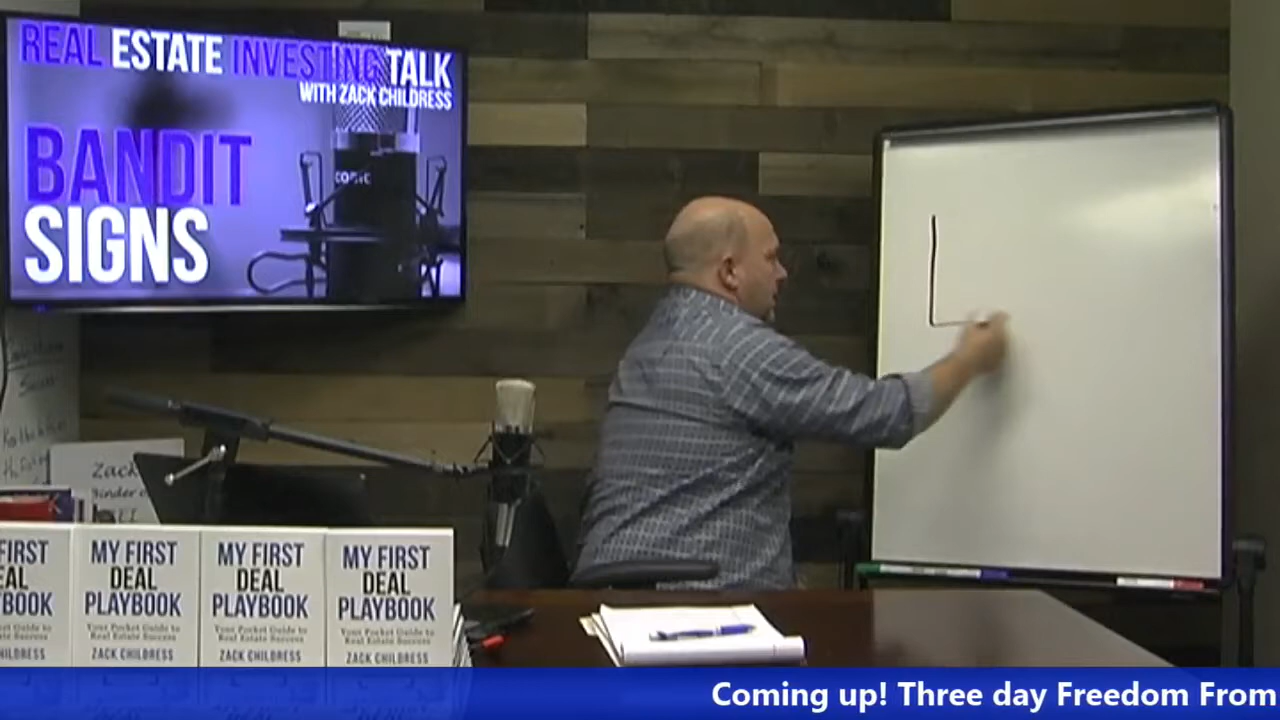 REAL ESTATE INVESTING TALK
WITH ZACK CHILDRESS
BANDIT
SIGNS
Zack
MY FIRST
DEAL
PLAYBOOK
Your Pocket Guide to
Real Estate Success
ZACK CHILDRESS
MY FIRST
DEAL
PLAYBOOK
Your Pocket Guide to
Real Estate Success
ZACK CHILDRESS
MY FIRST
DEAL
PLAYBOOK
Your Pocket Guide to
Real Estate Success
ZACK CHILDRESS
Coming up! Three day Freedom From